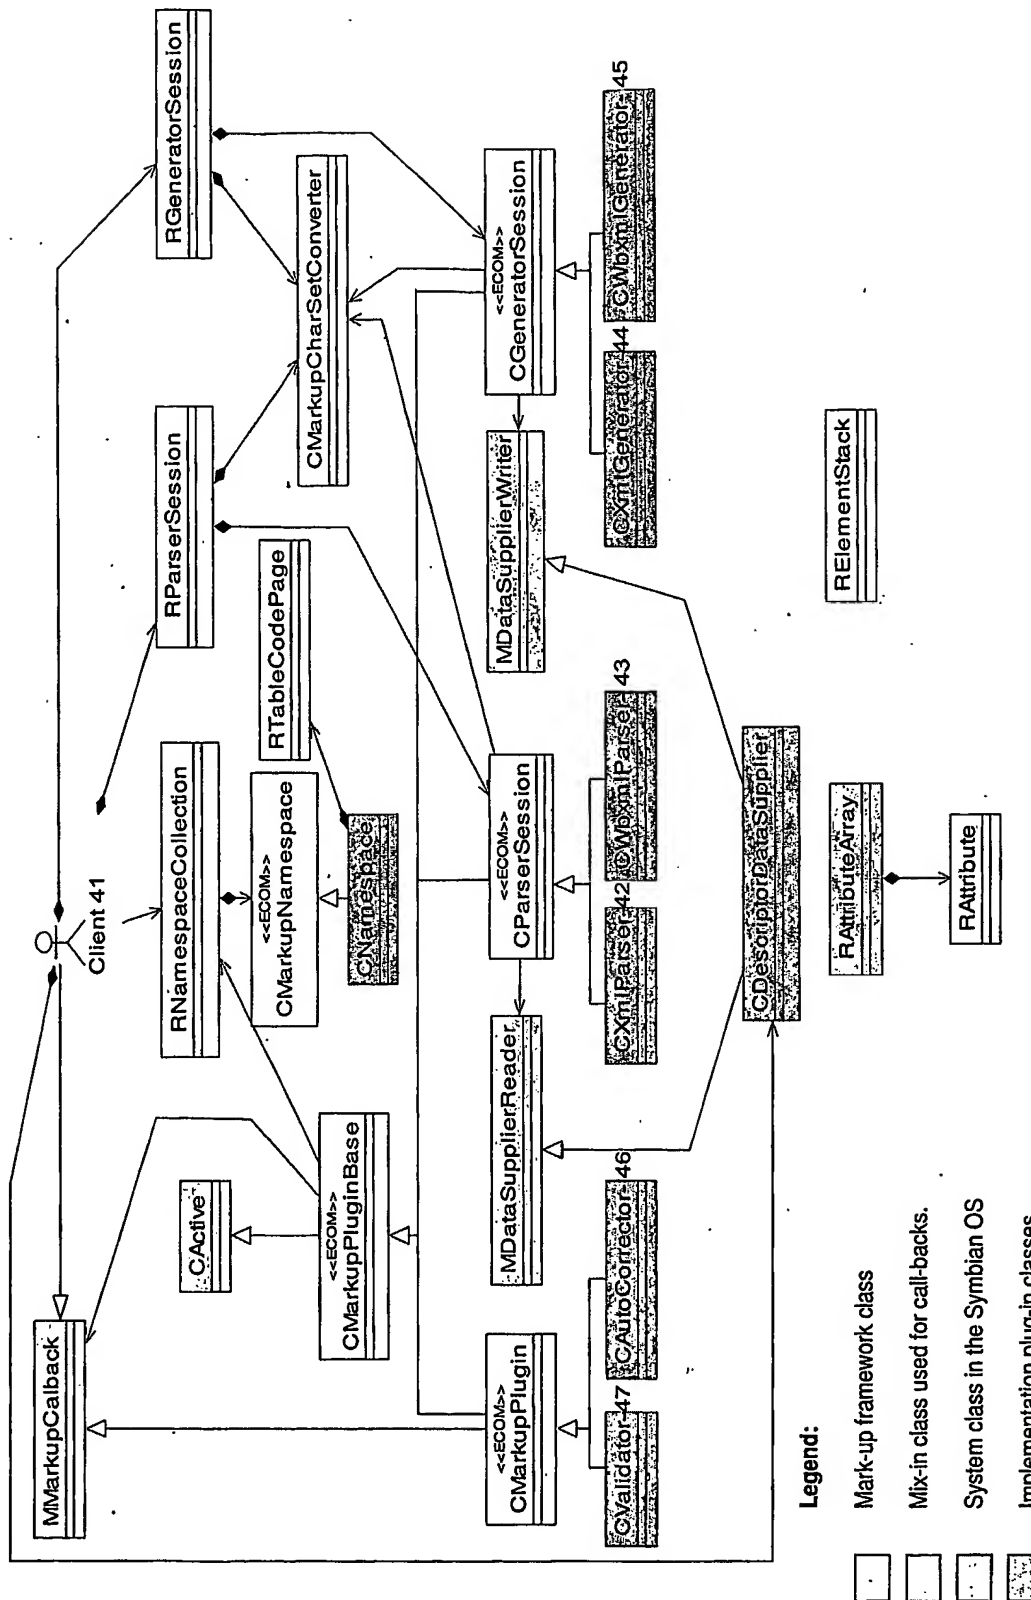 Client 41
MMarkupCalback
RNamespaceCollection
RParserSession
RGeneratorSession
CActive
<<ECOM>>
CMarkupPluginBase
<<ECOM>>
CMarkupNamespace
RTableCodePage
CMarkupCharSetConverter
CNamespace
<<ECOM>>
CMarkupPlugin
MDataSupplierReader
<<ECOM>>
CParserSession
MDataSupplierWriter
<<ECOM>>
CGeneratorSession
CValidator 47
CAutoCorrector 46
CXmlParser 42
CWbxmlParser 43
CXmlGenerator 44
CWbxmlGenerator 45
CDescriptorDataSupplier
RElementStack
RAttributeArray
RAttribute
Legend:
Mark-up framework class
Mix-in class used for call-backs.
System class in the Symbian OS
Implementation plug-in classes